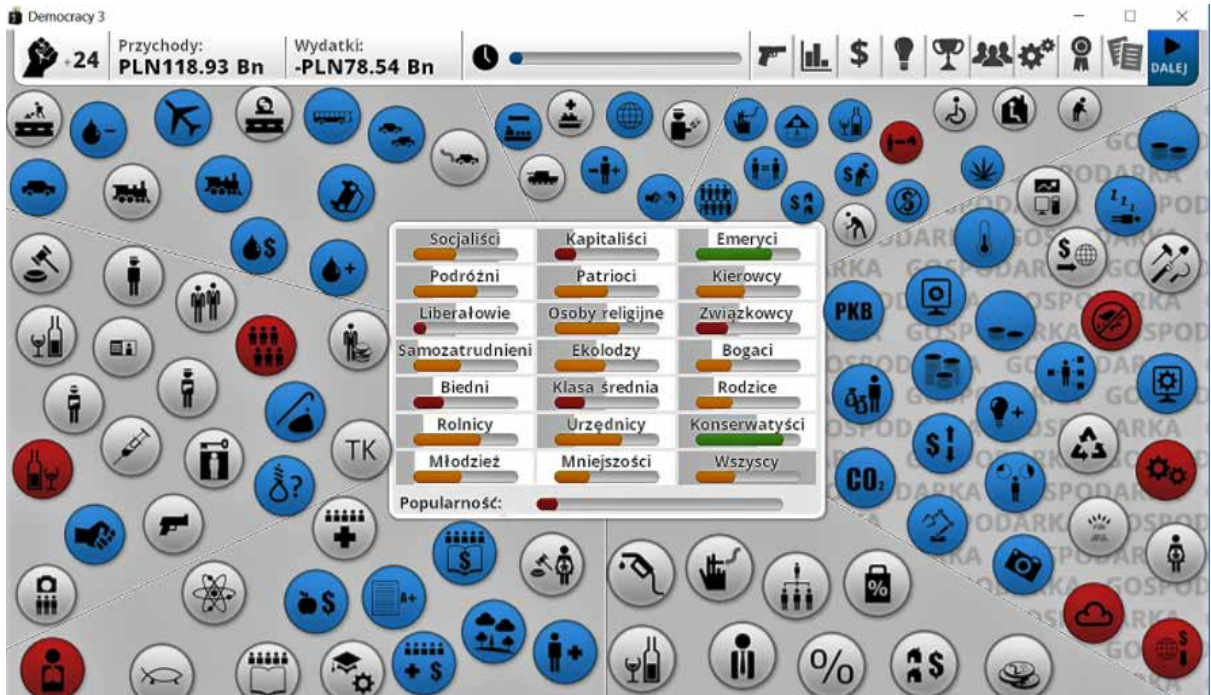 Democracy 3
+24
Przychody:
PLN118.93 Bn
Wydatki:
-PLN78.54 Bn
DALEJ
Socjaliści
Kapitaliści
Emeryci
Podróżni
Patrioci
Kierowcy
Liberałowie
Osoby religijne
Związkowcy
Samozatrudnieni
Ekolodzy
Bogaci
Biedni
Klasa średnia
Rodzice
Rolnicy
Urzędnicy
Konserwatyści
Młodzież
Mniejszości
Wszyscy
Popularność:
TK
PKB
CO₂
A+
GOSPODARKA